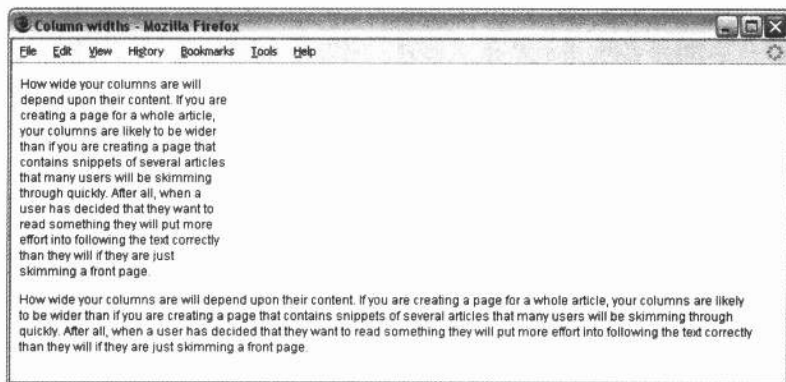 Column widths - Mozilla Firefox
File Edit View History Bookmarks Tools Help
How wide your columns are will
depend upon their content. If you are
creating a page for a whole article,
your columns are likely to be wider
than if you are creating a page that
contains snippets of several articles
that many users will be skimming
through quickly. After all, when a
user has decided that they want to
read something they will put more
effort into following the text correctly
than they will if they are just
skimming a front page.
How wide your columns are will depend upon their content. If you are creating a page for a whole article, your columns are likely
to be wider than if you are creating a page that contains snippets of several articles that many users will be skimming through
quickly. After all, when a user has decided that they want to read something they will put more effort into following the text correctly
than they will if they are just skimming a front page.